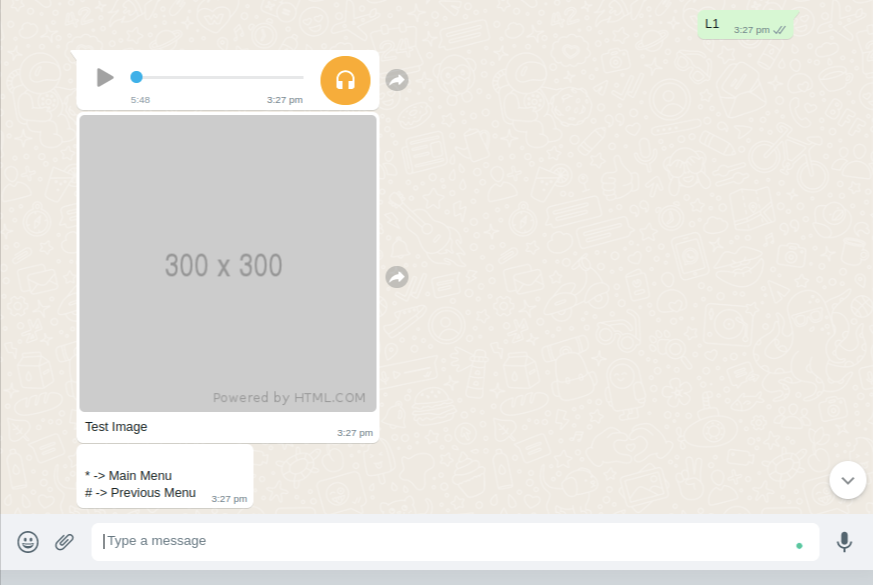 L1
3:27 pm
5:48
3:27 pm
300 x 300
Powered by HTML.COM
Test Image
3:27 pm
* -> Main Menu
# -> Previous Menu
3:27 pm
Type a message